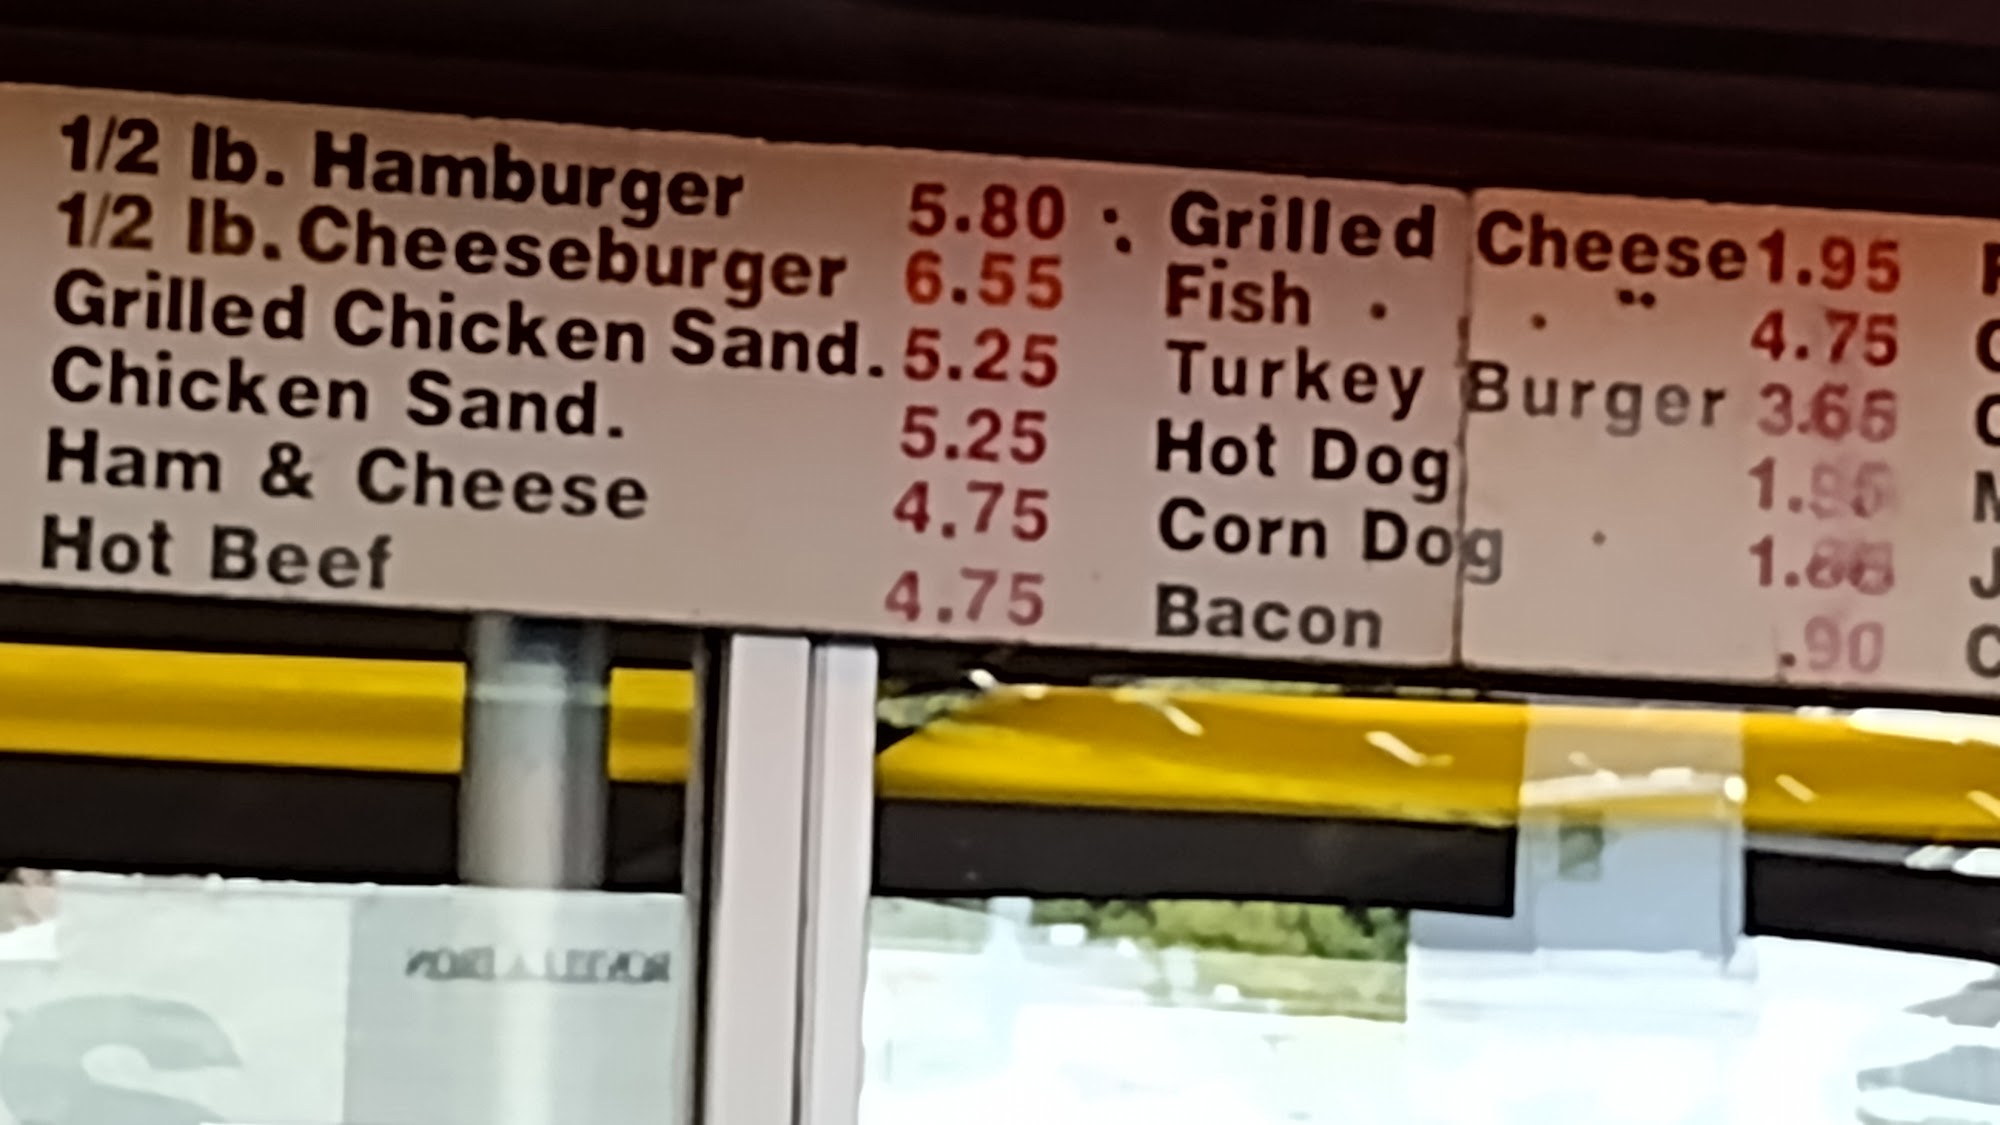 1/2 lb. Hamburger 5.80
1/2 lb. Cheeseburger 6.55
Grilled Chicken Sand. 5.25
Chicken Sand. 5.25
Ham & Cheese 4.75
Hot Beef 4.75
Grilled Cheese 1.95
Fish 4.75
Turkey Burger
Hot Dog
Corn Dog
Bacon .90